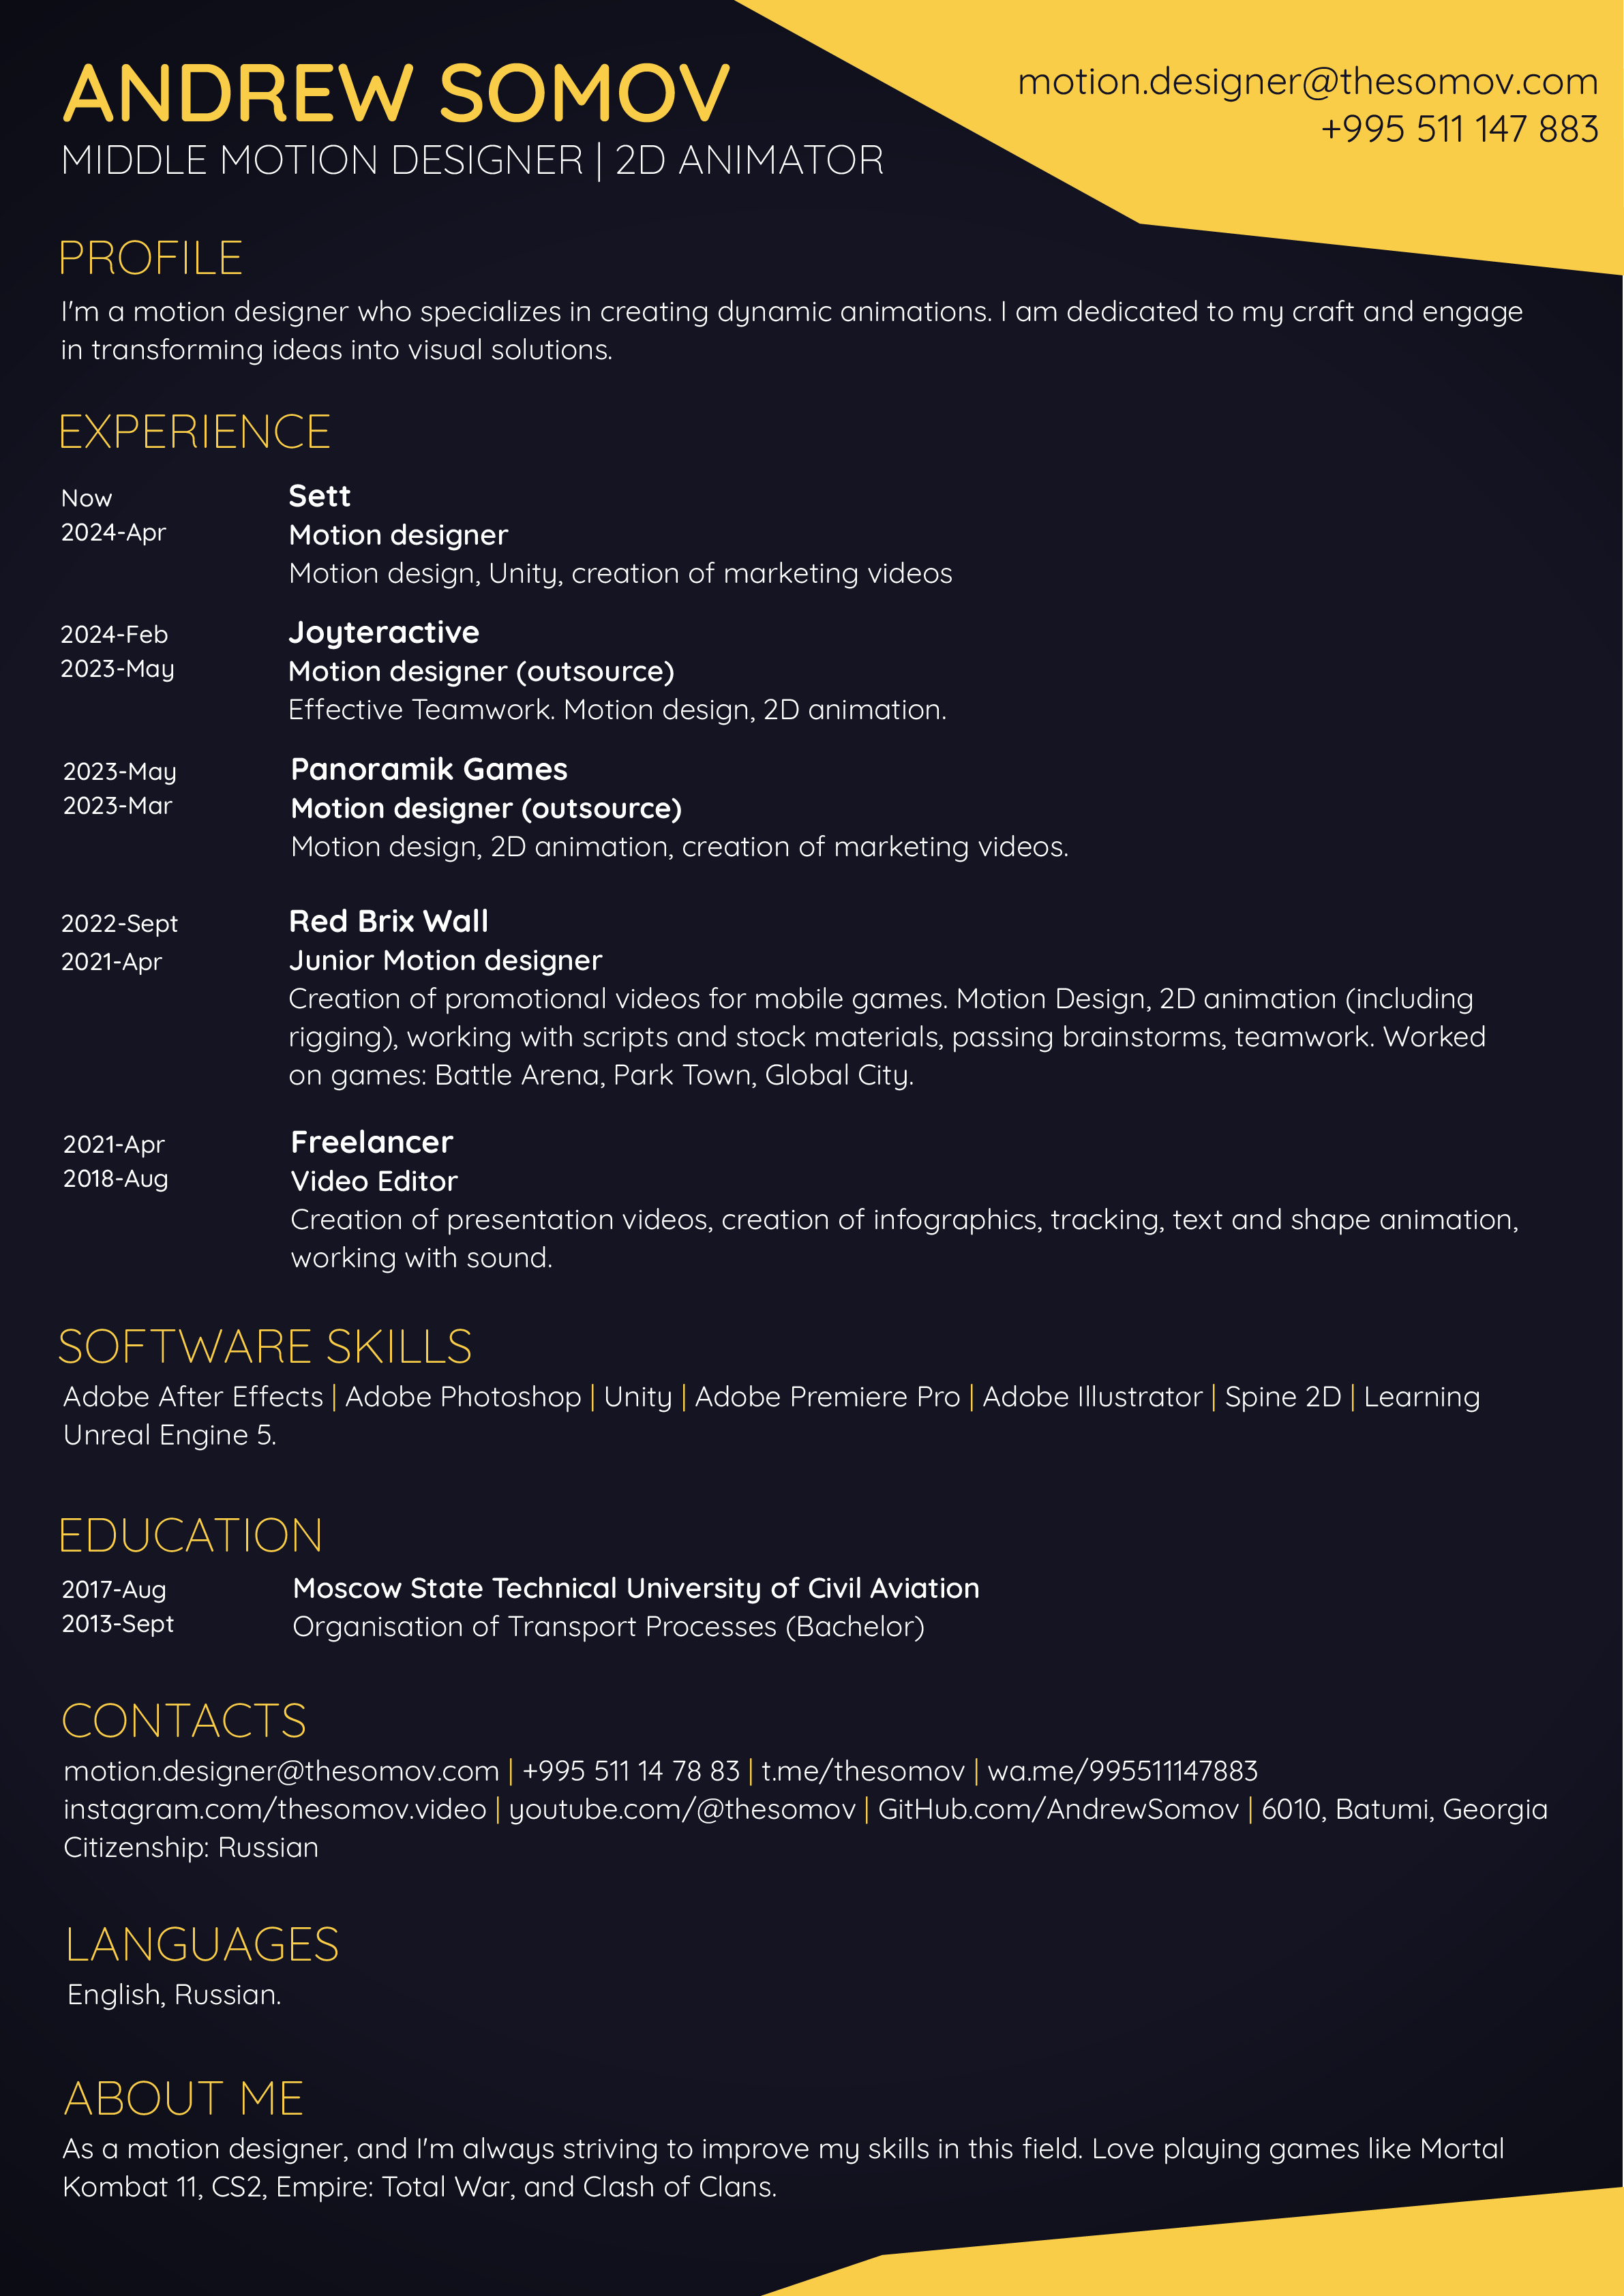 ANDREW SOMOV
MIDDLE MOTION DESIGNER | 2D ANIMATOR
motion.designer@thesomov.com
+995 511 147 883
PROFILE
I'm a motion designer who specializes in creating dynamic animations. I am dedicated to my craft and engage
in transforming ideas into visual solutions.
EXPERIENCE
Now
2024-Apr
Sett
Motion designer
Motion design, Unity, creation of marketing videos
2024-Feb
2023-May
Joyteractive
Motion designer (outsource)
Effective Teamwork. Motion design, 2D animation.
2023-May
2023-Mar
Panoramik Games
Motion designer (outsource)
Motion design, 2D animation, creation of marketing videos.
2022-Sept
2021-Apr
Red Brix Wall
Junior Motion designer
Creation of promotional videos for mobile games. Motion Design, 2D animation (including
rigging), working with scripts and stock materials, passing brainstorms, teamwork. Worked
on games: Battle Arena, Park Town, Global City.
2021-Apr
2018-Aug
Freelancer
Video Editor
Creation of presentation videos, creation of infographics, tracking, text and shape animation,
working with sound.
SOFTWARE SKILLS
Adobe After Effects | Adobe Photoshop | Unity | Adobe Premiere Pro | Adobe Illustrator | Spine 2D | Learning
Unreal Engine 5.
EDUCATION
2017-Aug
2013-Sept
Moscow State Technical University of Civil Aviation
Organisation of Transport Processes (Bachelor)
CONTACTS
motion.designer@thesomov.com | +995 511 14 78 83 | t.me/thesomov | wa.me/995511147883
instagram.com/thesomov.video | youtube.com/@thesomov | GitHub.com/AndrewSomov | 6010, Batumi, Georgia
Citizenship: Russian
LANGUAGES
English, Russian.
ABOUT ME
As a motion designer, and I'm always striving to improve my skills in this field. Love playing games like Mortal
Kombat 11, CS2, Empire: Total War, and Clash of Clans.